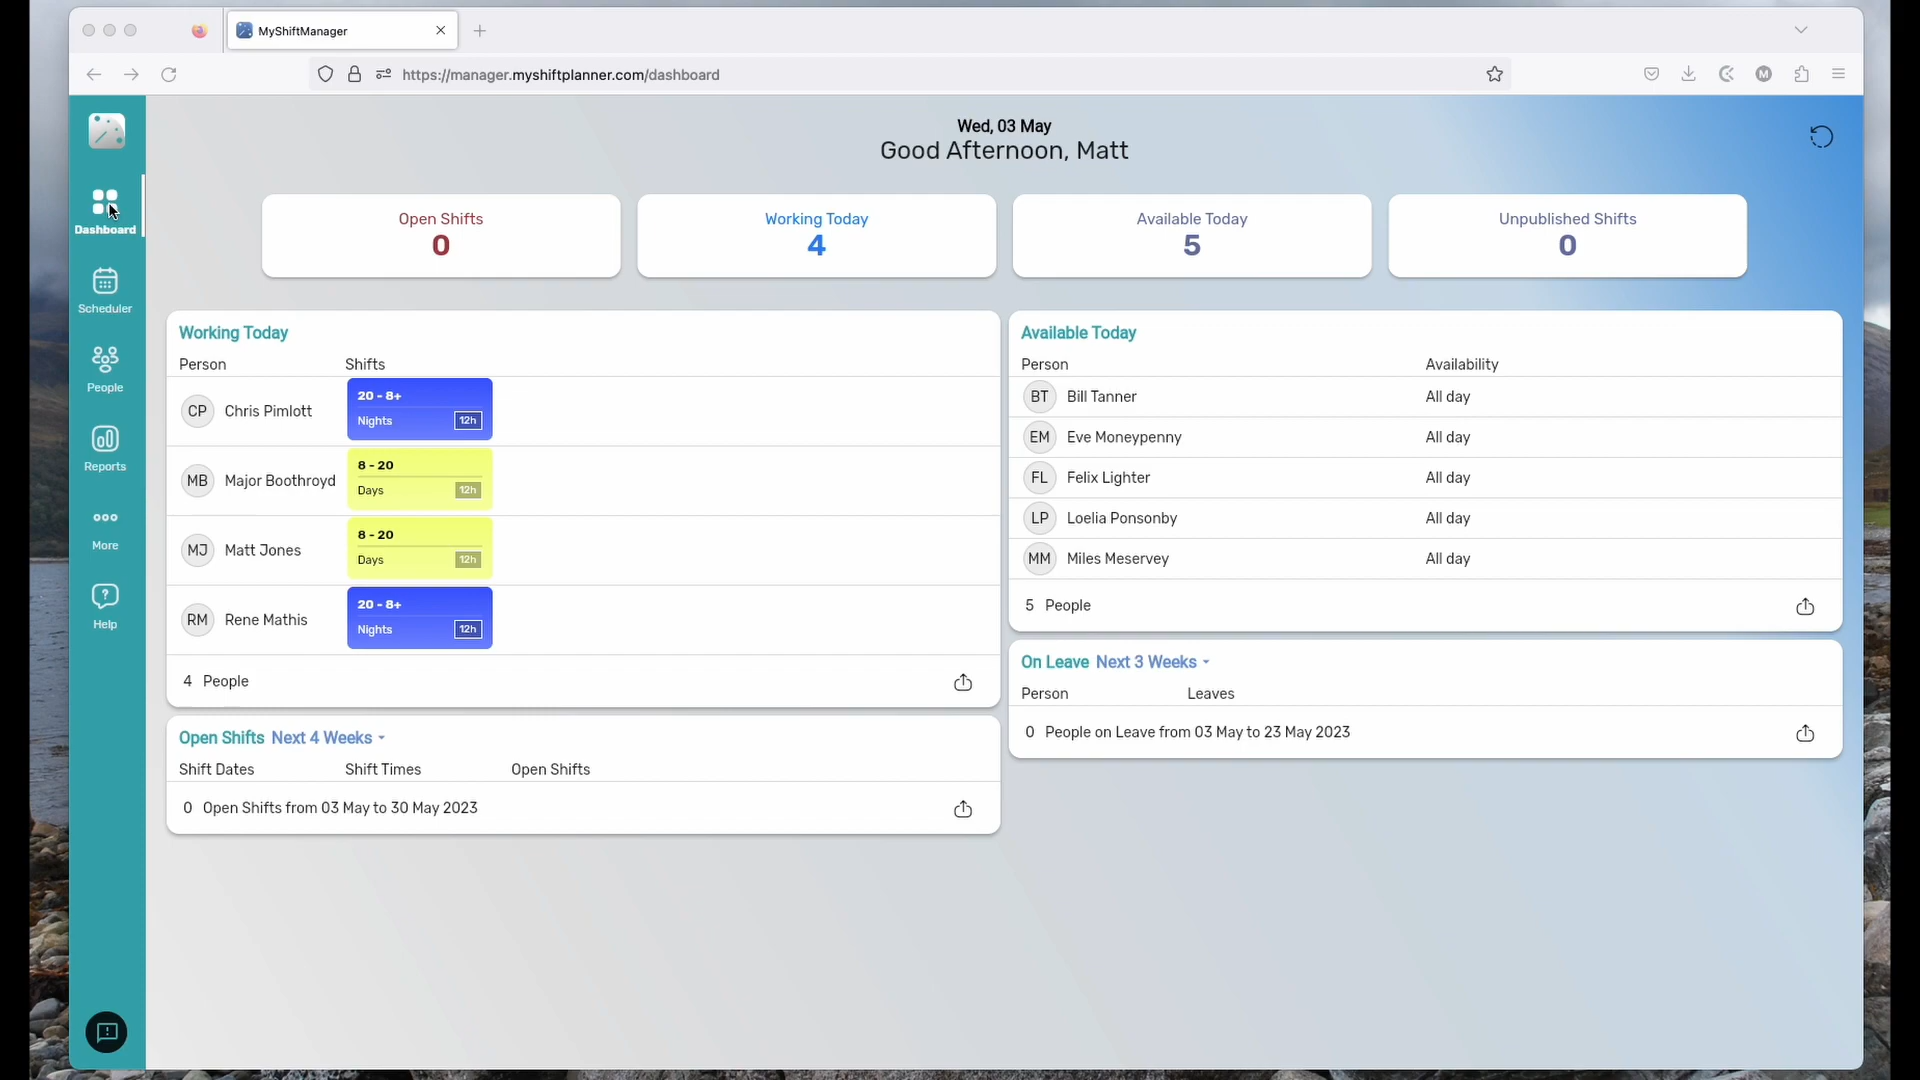 MyShiftManager
https://manager.myshiftplanner.com/dashboard
M
Wed, 03 May
Good Afternoon, Matt
Dashboard
Scheduler
People
Reports
More
Help
Open Shifts
0
Working Today
4
Available Today
5
Unpublished Shifts
0
Working Today
Person Shifts
CP Chris Pimlott 20 - 8+
Nights 12h
MB Major Boothroyd 8 - 20
Days 12h
MJ Matt Jones 8 - 20
Days 12h
RM Rene Mathis 20 - 8+
Nights 12h
4 People
Open Shifts Next 4 Weeks
Shift Dates Shift Times Open Shifts
0 Open Shifts from 03 May to 30 May 2023
Available Today
Person Availability
BT Bill Tanner All day
EM Eve Moneypenny All day
FL Felix Lighter All day
LP Loelia Ponsonby All day
MM Miles Meservey All day
5 People
On Leave Next 3 Weeks
Person Leaves
0 People on Leave from 03 May to 23 May 2023